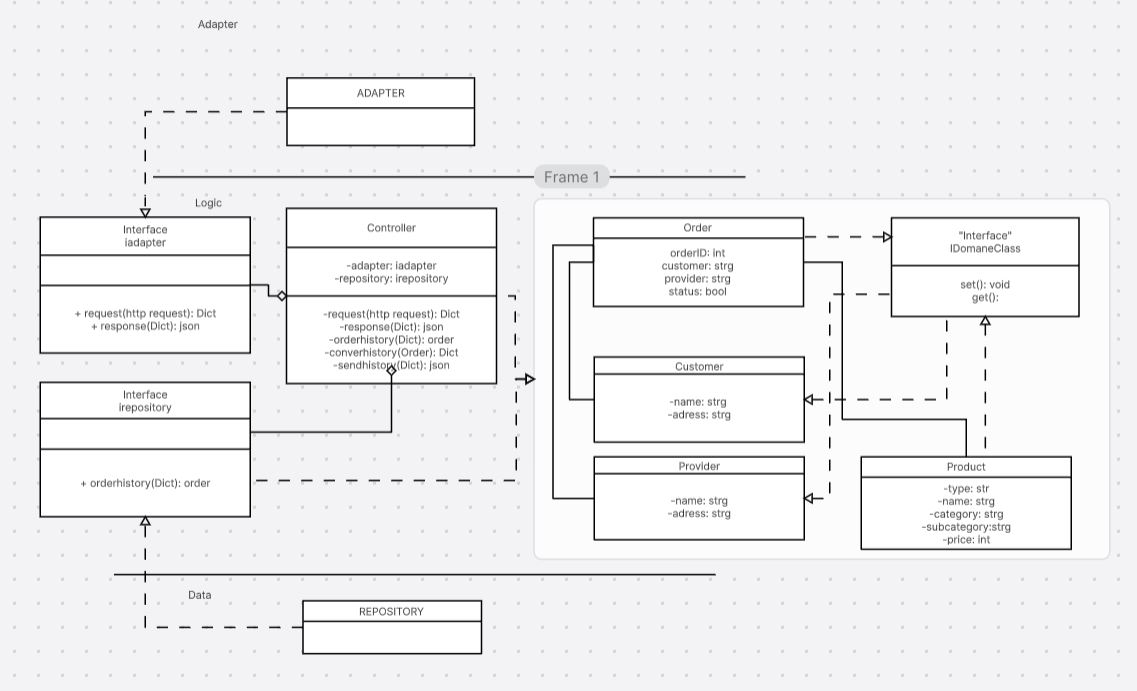 Adapter
ADAPTER
Frame 1
Logic
Interface
iadapter
+ request(http request): Dict
+ response(Dict): json
Controller
-adapter: iadapter
-repository: irepository
-request(http request): Dict
-response(Dict): json
-orderhistory(Dict): order
-converhistory(Order): Dict
-sendhistory(Dict): json
Interface
irepository
+ orderhistory(Dict): order
Order
orderID: int
customer: strg
provider: strg
status: bool
"Interface"
IDomaneClass
set(): void
get():
Customer
-name: strg
-adress: strg
Provider
-name: strg
-adress: strg
Product
-type: str
-name: strg
-category: strg
-subcategory:strg
-price: int
Data
REPOSITORY